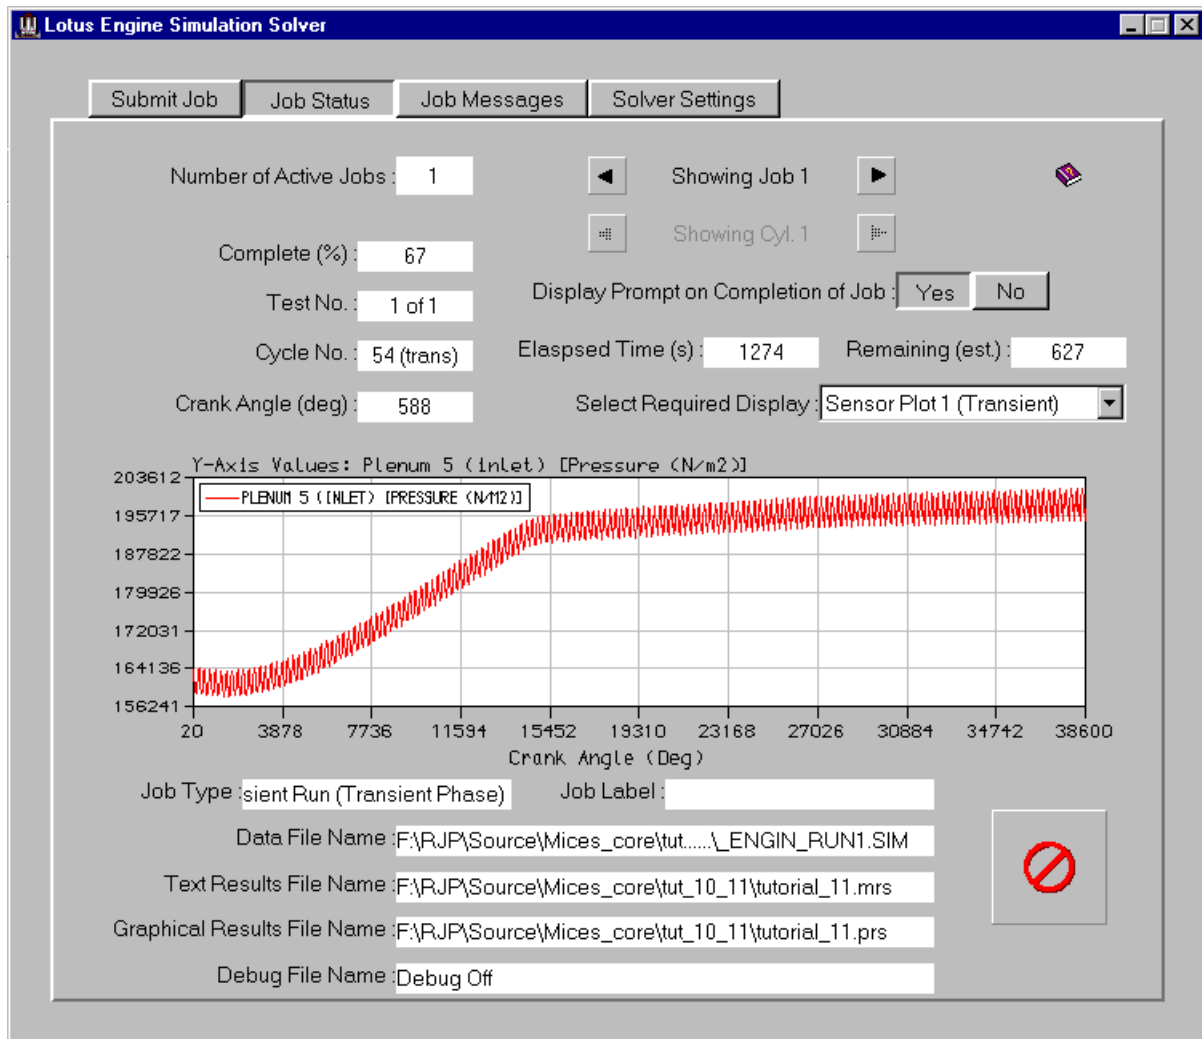 Lotus Engine Simulation Solver
Submit Job Job Status Job Messages Solver Settings
Number of Active Jobs : 1 Showing Job 1
Showing Cyl. 1
Complete (%) : 67
Display Prompt on Completion of Job : Yes No
Test No. : 1 of 1
Cycle No. : 54 (trans) Elaspsed Time (s) : 1274 Remaining (est.) : 627
Crank Angle (deg) : 588 Select Required Display : Sensor Plot 1 (Transient)
Y-Axis Values: Plenum 5 (inlet) [Pressure (N/m2)]
203612
PLENUM 5 ([NLET) [PRESSURE (N/M2)]
195717
187822
179926
172031
164136
156241
20 3878 7736 11594 15452 19310 23168 27026 30884 34742 38600
Crank Angle (Deg)
Job Type : sient Run (Transient Phase) Job Label :
Data File Name : F:\RJP\Source\Mices_core\tut.....\_ENGIN_RUN1.SIM
Text Results File Name : F:\RJP\Source\Mices_core\tut_10_11\tutorial_11.mrs
Graphical Results File Name : F:\RJP\Source\Mices_core\tut_10_11\tutorial_11.prs
Debug File Name : Debug Off